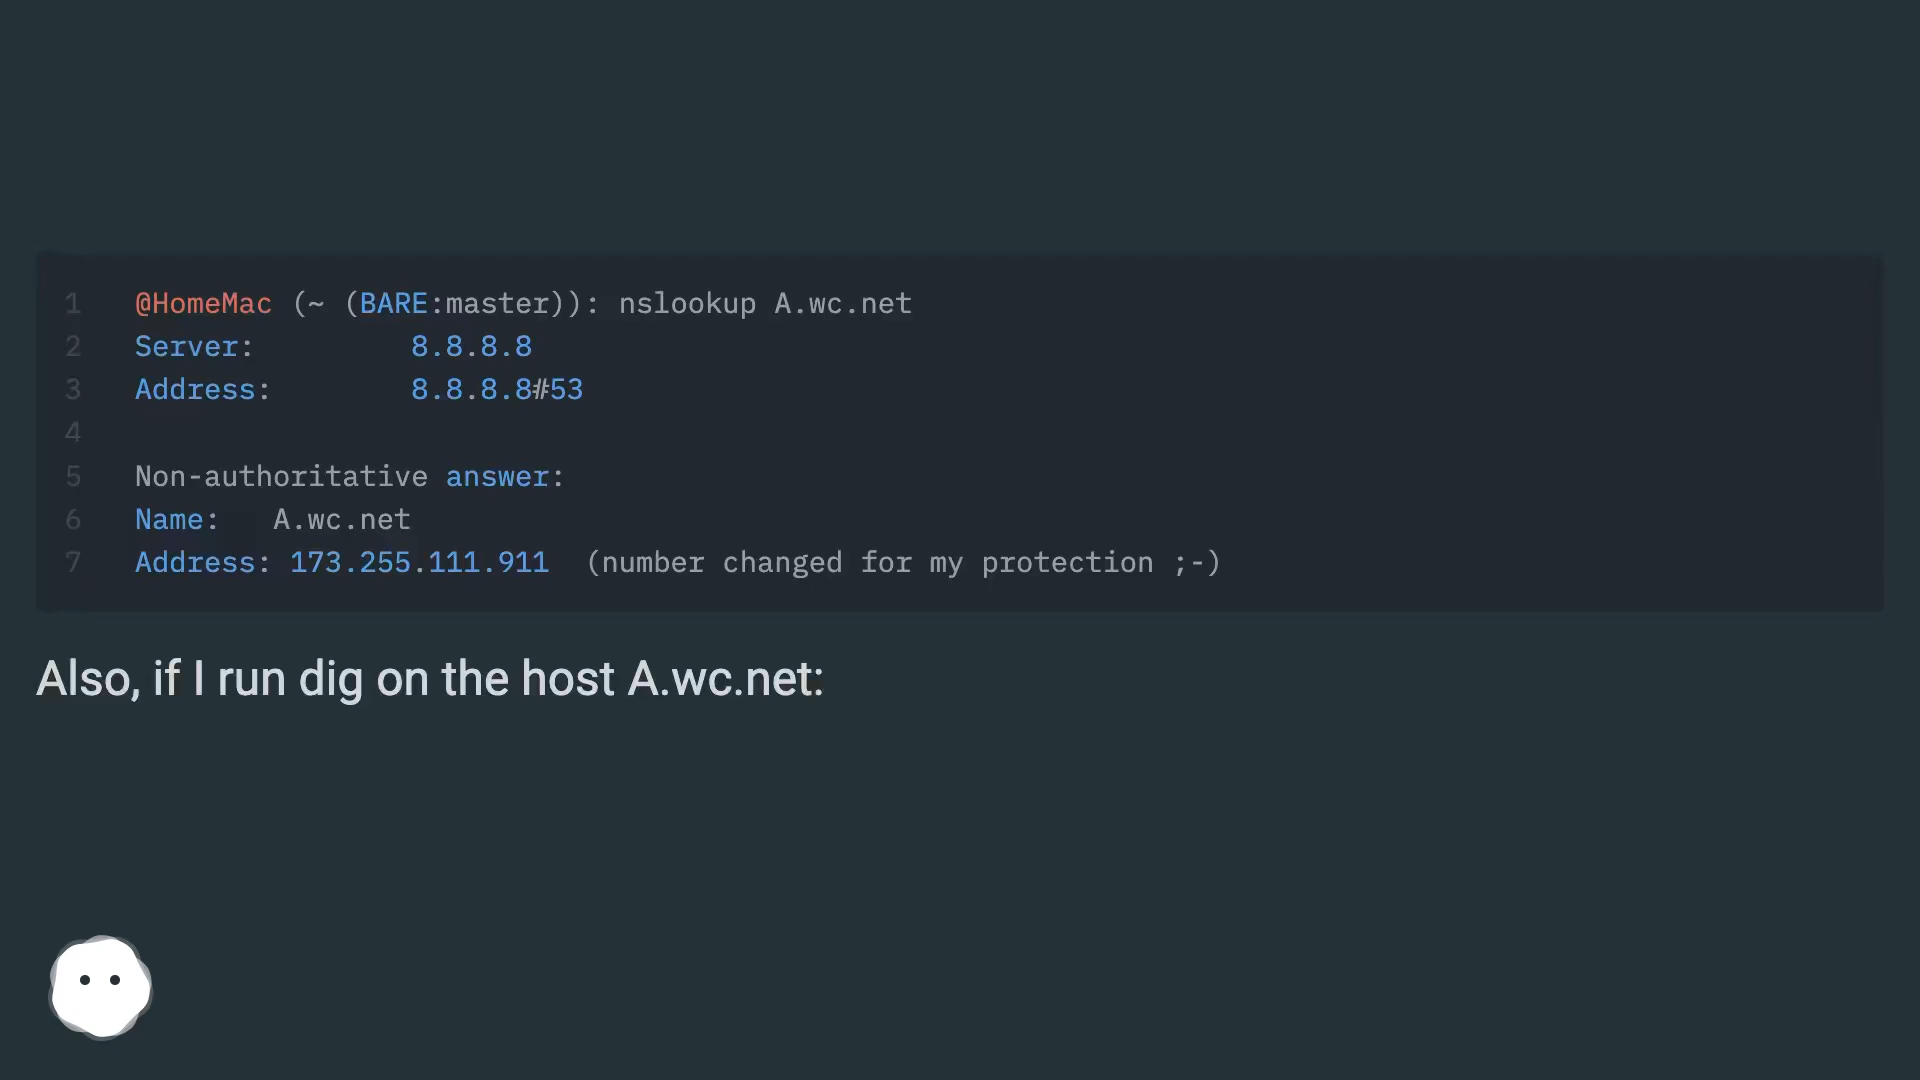 1 @HomeMac (~ (BARE:master)): nslookup A.wc.net
2 Server: 8.8.8.8
3 Address: 8.8.8.8#53
4
5 Non-authoritative answer:
6 Name: A.wc.net
7 Address: 173.255.111.911 (number changed for my protection ;-)
Also, if I run dig on the host A.wc.net: